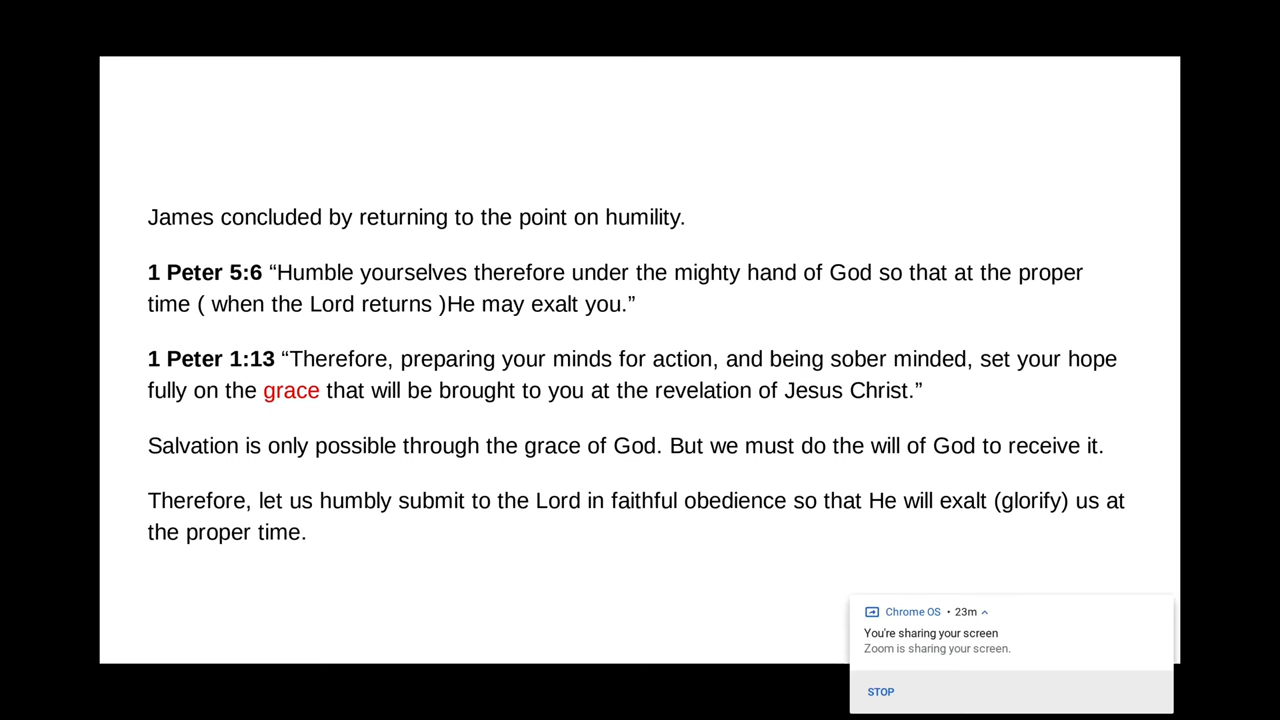 James concluded by returning to the point on humility.
1 Peter 5:6 “Humble yourselves therefore under the mighty hand of God so that at the proper
time ( when the Lord returns )He may exalt you.”
1 Peter 1:13 “Therefore, preparing your minds for action, and being sober minded, set your hope
fully on the grace that will be brought to you at the revelation of Jesus Christ.”
Salvation is only possible through the grace of God. But we must do the will of God to receive it.
Therefore, let us humbly submit to the Lord in faithful obedience so that He will exalt (glorify) us at
the proper time.
Chrome OS • 23m
You're sharing your screen
Zoom is sharing your screen.
STOP